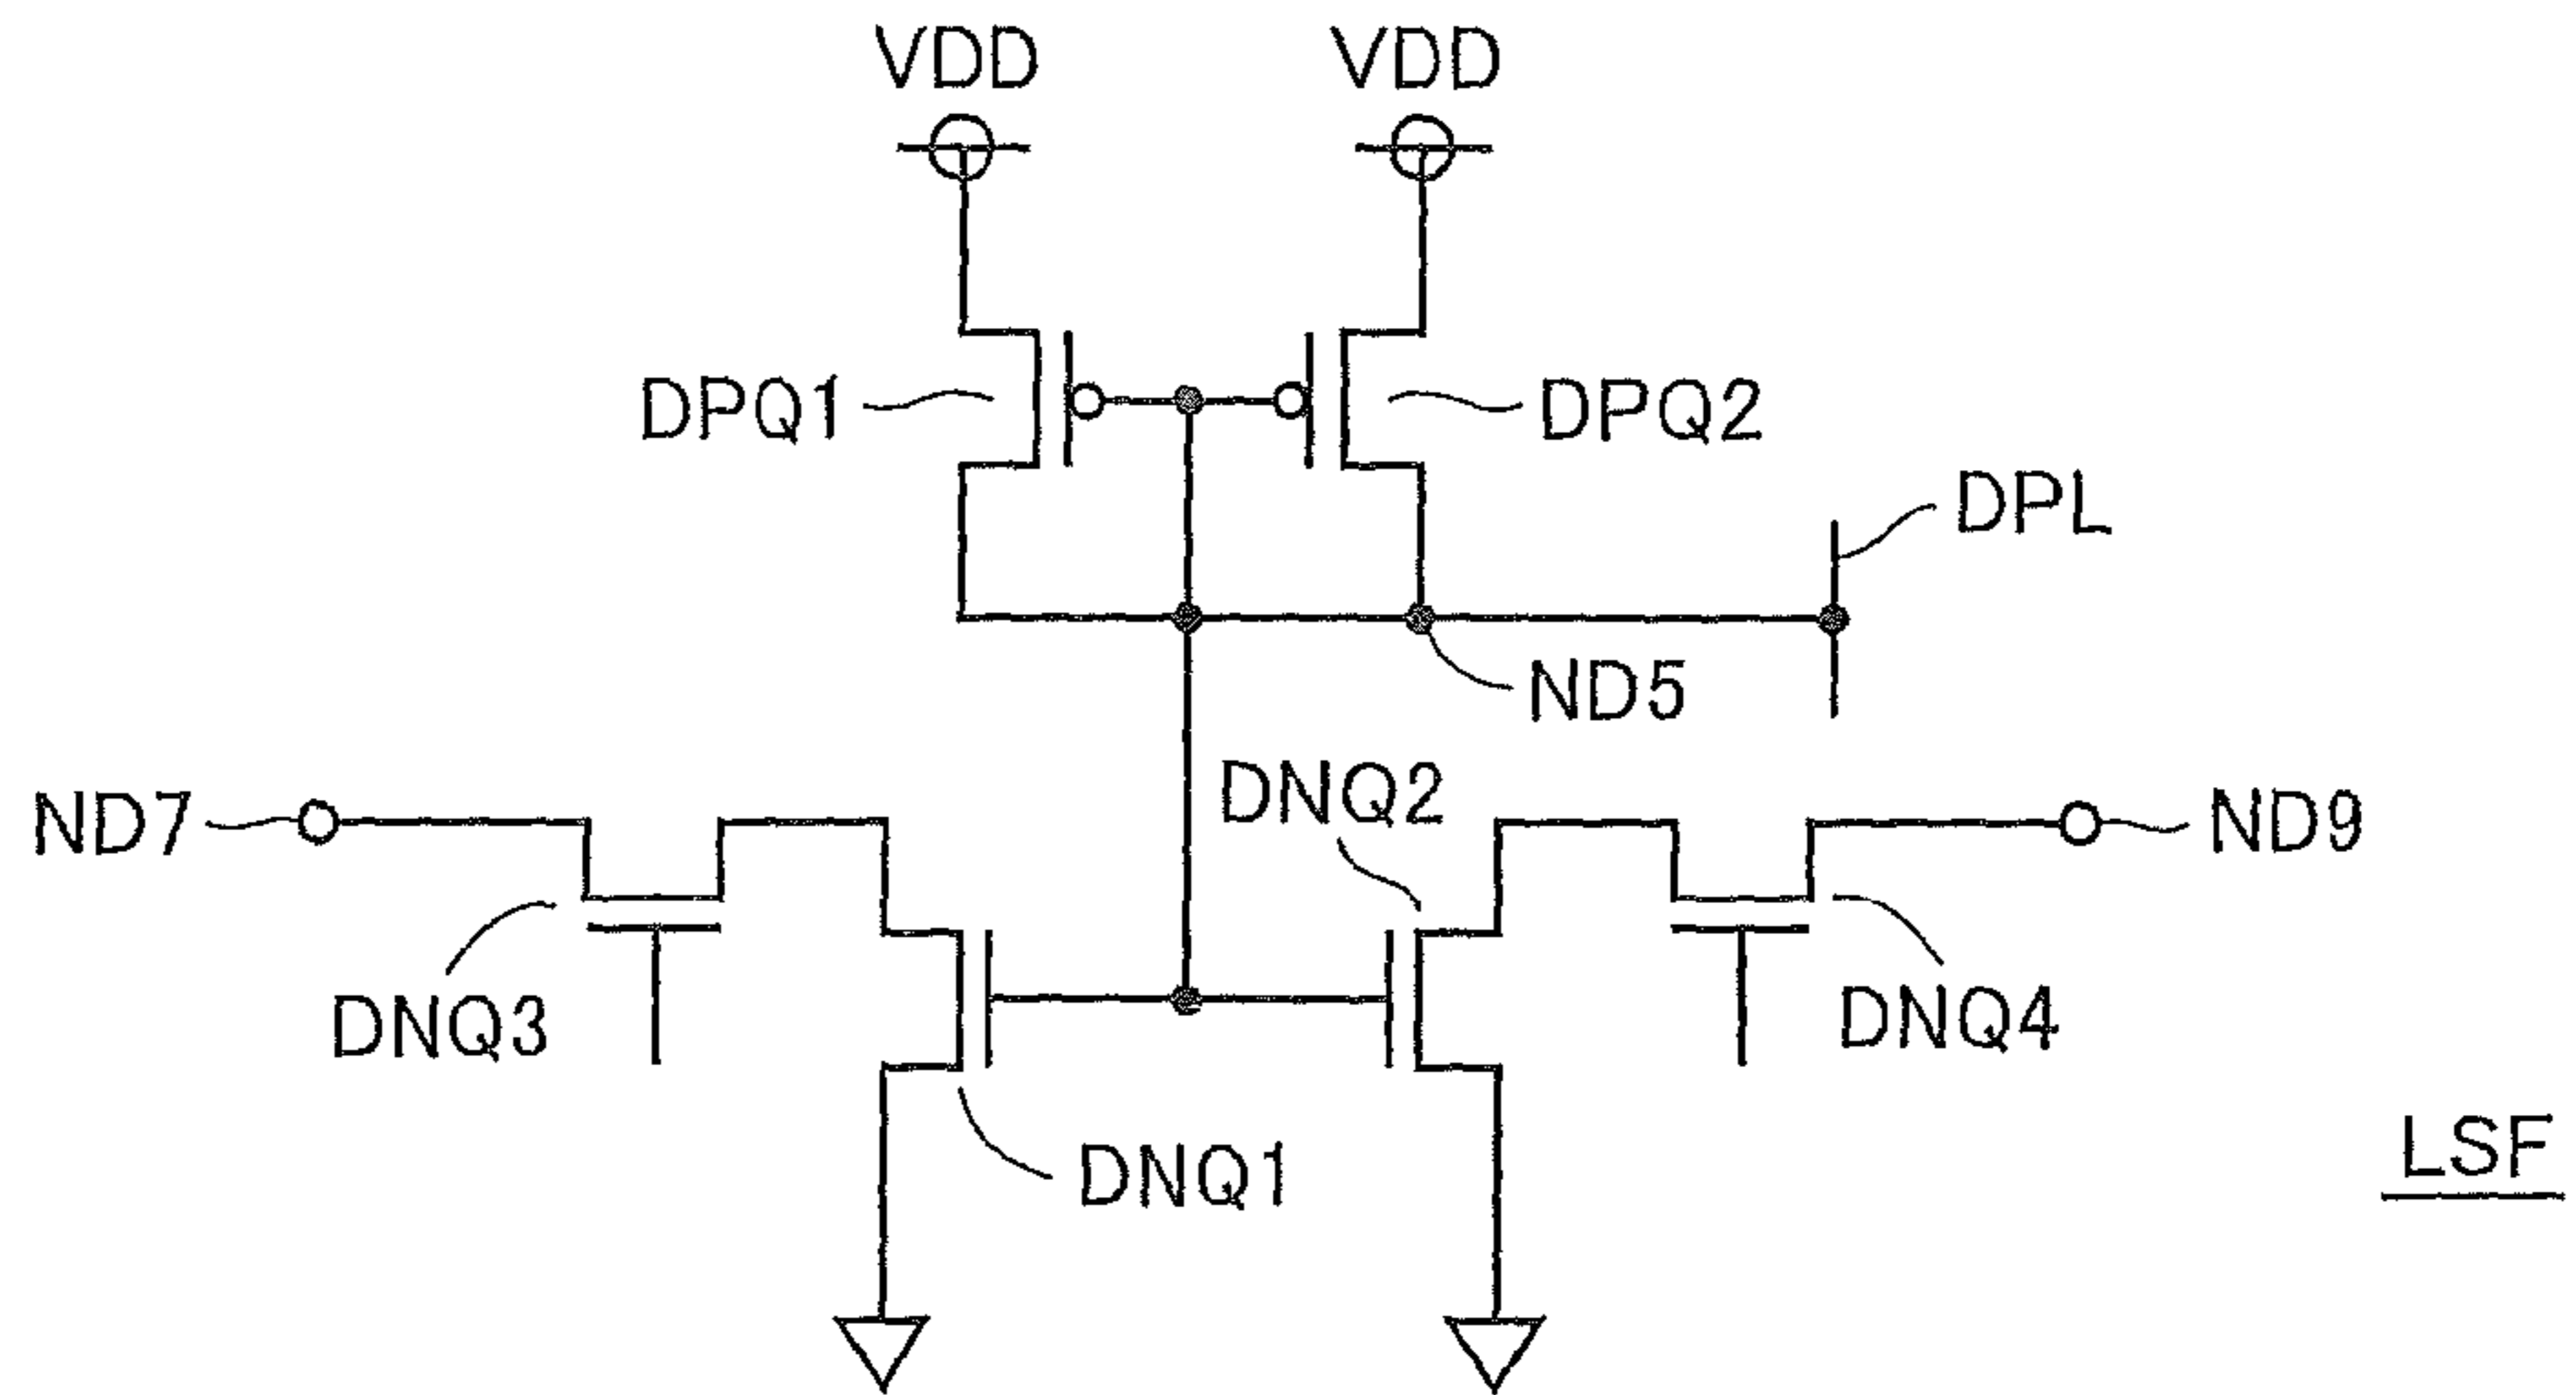 VDD VDD
DPQ1 DPQ2
DPL
ND5
ND7 DNQ2 ND9
DNQ3 DNQ4
DNQ1
LSF